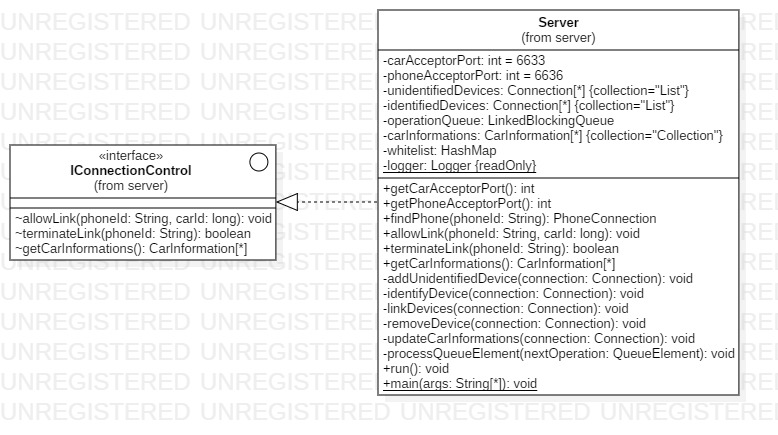 «interface»
IConnectionControl
(from server)
~allowLink(phoneId: String, carId: long): void
~terminateLink(phoneId: String): boolean
~getCarInformations(): CarInformation[*]
Server
(from server)
-carAcceptorPort: int = 6633
-phoneAcceptorPort: int = 6636
-unidentifiedDevices: Connection[*] {collection="List"}
-identifiedDevices: Connection[*] {collection="List"}
-operationQueue: LinkedBlockingQueue
-carInformations: CarInformation[*] {collection="Collection"}
-whitelist: HashMap
-logger: Logger {readOnly}
+getCarAcceptorPort(): int
+getPhoneAcceptorPort(): int
+findPhone(phoneId: String): PhoneConnection
+allowLink(phoneId: String, carId: long): void
+terminateLink(phoneId: String): boolean
+getCarInformations(): CarInformation[*]
-addUnidentifiedDevice(connection: Connection): void
-identifyDevice(connection: Connection): void
-linkDevices(connection: Connection): void
-removeDevice(connection: Connection): void
-updateCarInformations(connection: Connection): void
-processQueueElement(nextOperation: QueueElement): void
+run(): void
+main(args: String[*]): void
UNREGISTERED UNREGISTERED UNREGISTERED UNREGISTERED